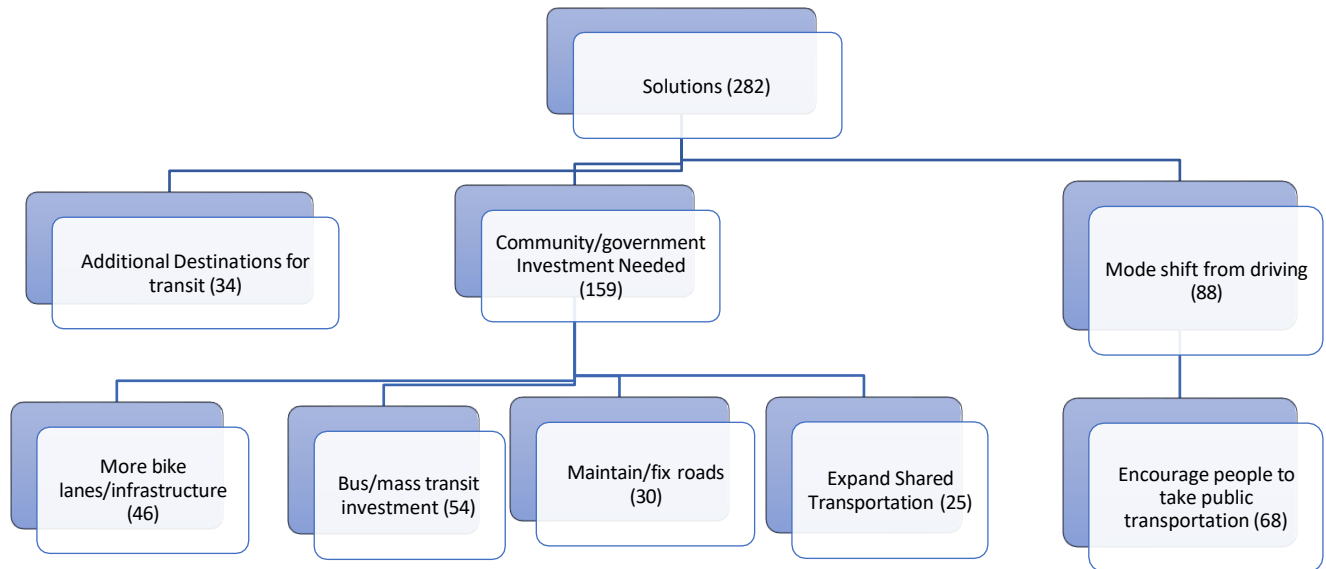 Solutions (282)
Additional Destinations for
transit (34)
Community/government
Investment Needed
(159)
Mode shift from driving
(88)
More bike
lanes/infrastructure
(46)
Bus/mass transit
investment (54)
Maintain/fix roads
(30)
Expand Shared
Transportation (25)
Encourage people to
take public
transportation (68)